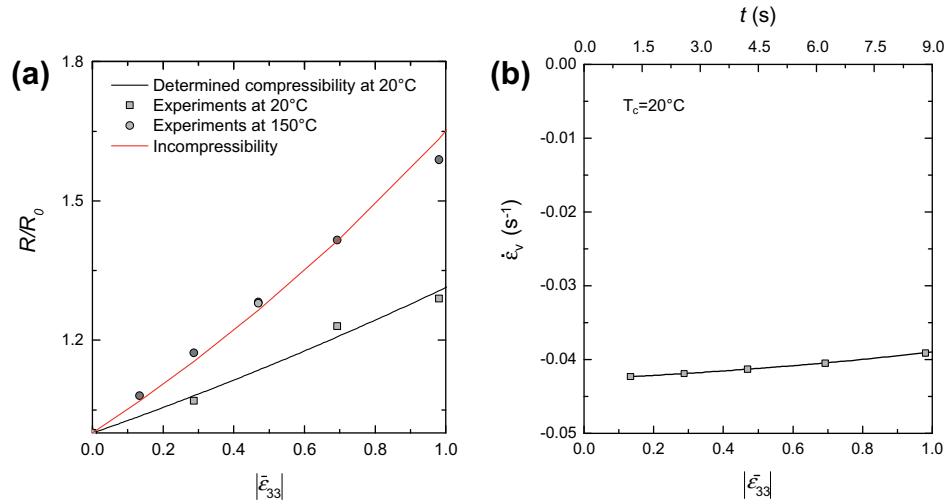 (a)
1.8
1.5
1.2
R/R0
Determined compressibility at 20°C
Experiments at 20°C
Experiments at 150°C
Incompressibility
0.0 0.2 0.4 0.6 0.8 1.0
|ε̄33|
(b)
t (s)
0.0 1.5 3.0 4.5 6.0 7.5 9.0
0.00
-0.01
-0.02
-0.03
-0.04
-0.05
ε̇v (s-1)
Tc=20°C
0.0 0.2 0.4 0.6 0.8 1.0
|ε̄33|